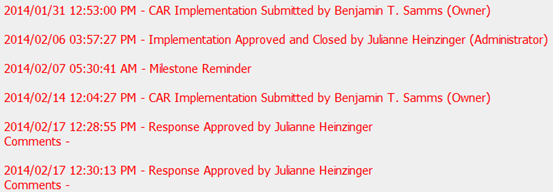 2014/01/31 12:53:00 PM - CAR Implementation Submitted by Benjamin T. Samms (Owner)
2014/02/06 03:57:27 PM - Implementation Approved and Closed by Julianne Heinzinger (Administrator)
2014/02/07 05:30:41 AM - Milestone Reminder
2014/02/14 12:04:27 PM - CAR Implementation Submitted by Benjamin T. Samms (Owner)
2014/02/17 12:28:55 PM - Response Approved by Julianne Heinzinger
Comments -
2014/02/17 12:30:13 PM - Response Approved by Julianne Heinzinger
Comments -